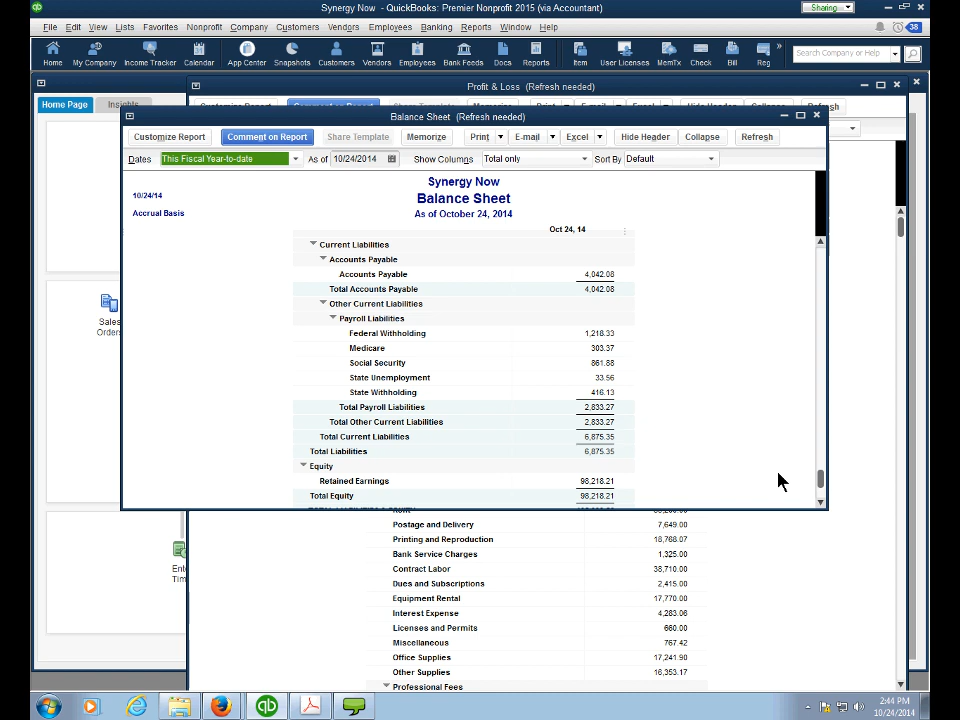 Synergy Now - QuickBooks: Premier Nonprofit 2015 (via Accountant)
Sharing
File Edit View Lists Favorites Nonprofit Company Customers Vendors Employees Banking Reports Window Help
38
Home My Company Income Tracker Calendar App Center Snapshots Customers Vendors Employees Bank Feeds Docs Reports Item User Licenses MemTx Check Bill Reg » Search Company or Help
Profit & Loss (Refresh needed)
Home Page Insights
Balance Sheet (Refresh needed)
Customize Report Comment on Report Share Template Memorize Print E-mail Excel Hide Header Collapse Refresh
Dates This Fiscal Year-to-date As of 10/24/2014 Show Columns Total only Sort By Default
Synergy Now
10/24/14
Balance Sheet
Accrual Basis
As of October 24, 2014
Oct 24, 14
Current Liabilities
Accounts Payable
Accounts Payable 4,042.08
Total Accounts Payable 4,042.08
Other Current Liabilities
Payroll Liabilities
Federal Withholding 1,218.33
Medicare 303.37
Social Security 861.88
State Unemployment 33.56
State Withholding 416.13
Total Payroll Liabilities 2,833.27
Total Other Current Liabilities 2,833.27
Total Current Liabilities 6,875.35
Total Liabilities 6,875.35
Equity
Retained Earnings 98,218.21
Total Equity 98,218.21
Sales
Orders
Postage and Delivery 7,649.00
Printing and Reproduction 18,768.07
Bank Service Charges 1,325.00
Contract Labor 38,710.00
Dues and Subscriptions 2,415.00
Equipment Rental 17,770.00
Interest Expense 4,283.06
Licenses and Permits 660.00
Miscellaneous 767.42
Office Supplies 17,241.90
Other Supplies 16,353.17
Professional Fees
Ent
Tim
2:44 PM
10/24/2014